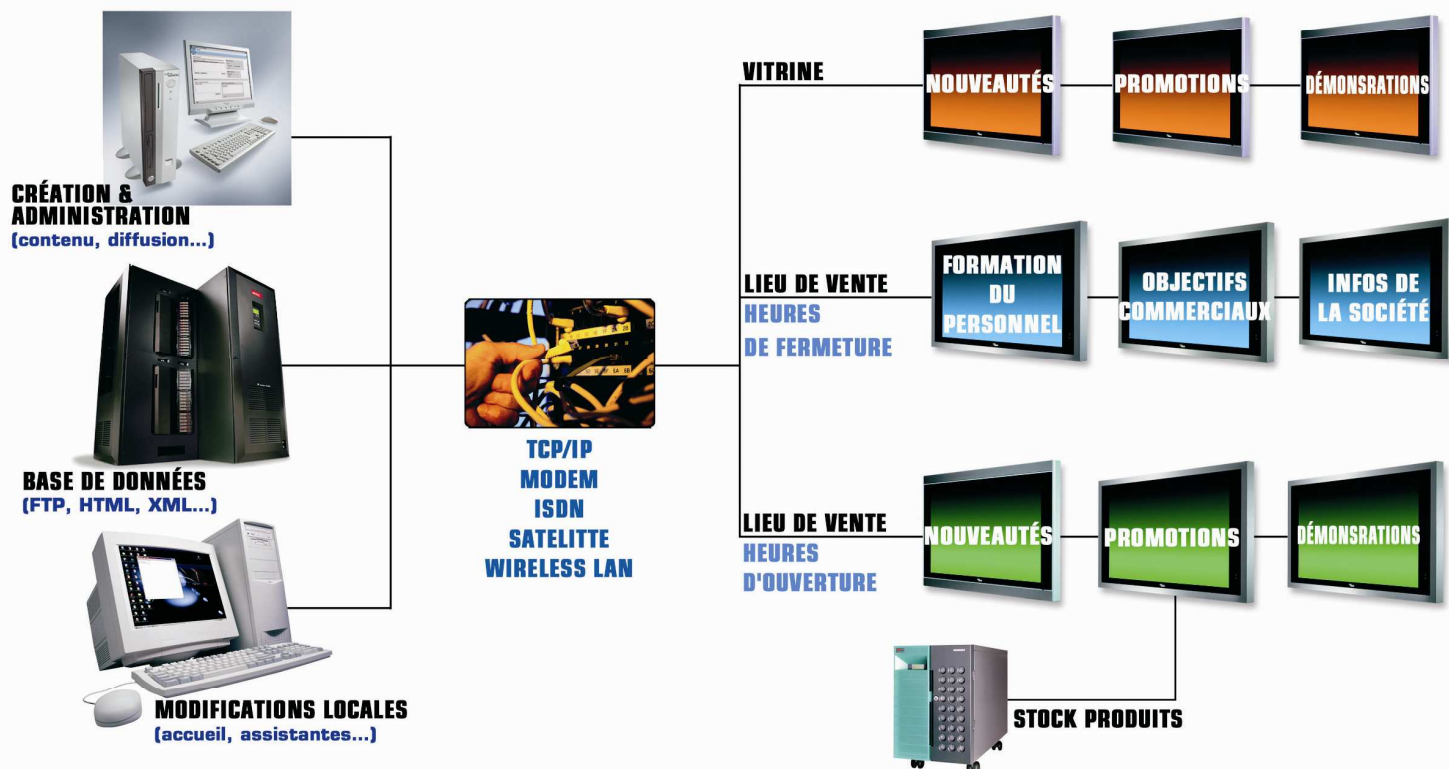 CRÉATION &
ADMINISTRATION
(contenu, diffusion...)
BASE DE DONNÉES
(FTP, HTML, XML...)
MODIFICATIONS LOCALES
(accueil, assistantes...)
TCP/IP
MODEM
ISDN
SATELITTE
WIRELESS LAN
VITRINE
NOUVEAUTÉS
PROMOTIONS
DÉMONSRATIONS
LIEU DE VENTE
HEURES
DE FERMETURE
FORMATION
DU
PERSONNEL
OBJECTIFS
COMMERCIAUX
INFOS DE
LA SOCIÉTÉ
LIEU DE VENTE
HEURES
D'OUVERTURE
NOUVEAUTÉS
PROMOTIONS
DÉMONSRATIONS
STOCK PRODUITS